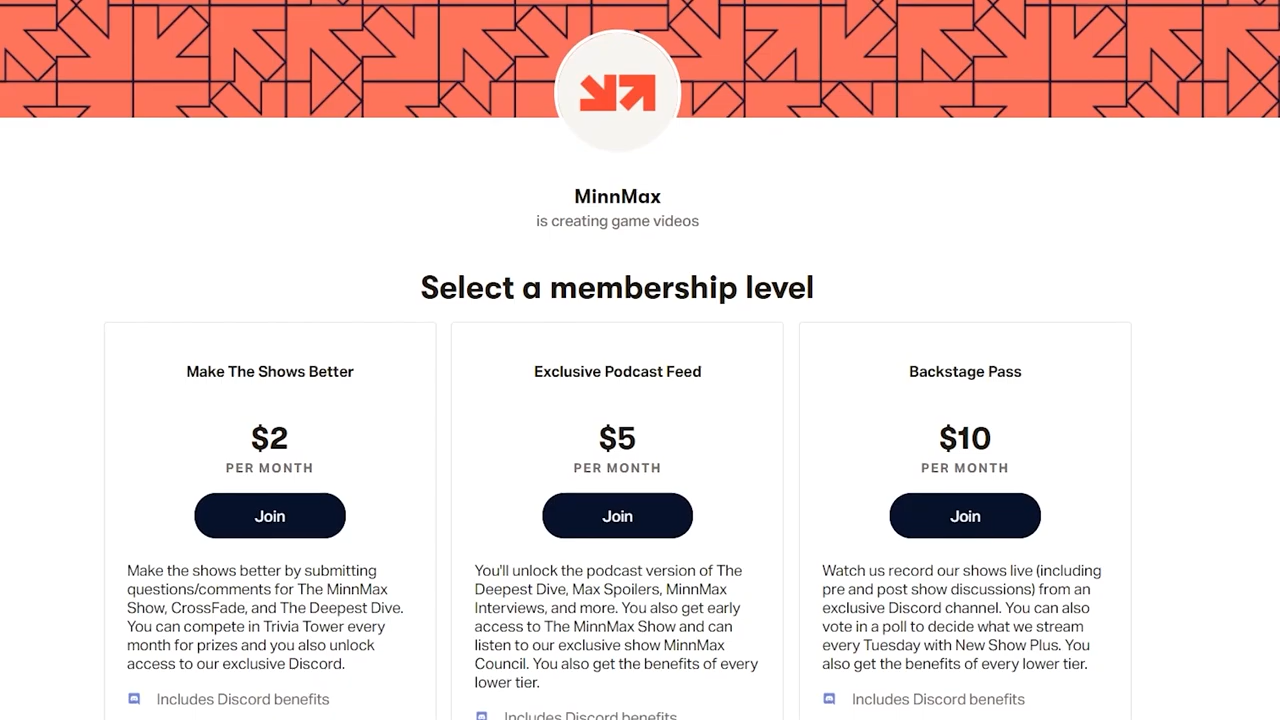 MinnMax
is creating game videos
Select a membership level
Make The Shows Better
$2
PER MONTH
Join
Make the shows better by submitting
questions/comments for The MinnMax
Show, CrossFade, and The Deepest Dive.
You can compete in Trivia Tower every
month for prizes and you also unlock
access to our exclusive Discord.
Includes Discord benefits
Exclusive Podcast Feed
$5
PER MONTH
Join
You'll unlock the podcast version of The
Deepest Dive, Max Spoilers, MinnMax
Interviews, and more. You also get early
access to The MinnMax Show and can
listen to our exclusive show MinnMax
Council. You also get the benefits of every
lower tier.
Includes Discord benefits
Backstage Pass
$10
PER MONTH
Join
Watch us record our shows live (including
pre and post show discussions) from an
exclusive Discord channel. You can also
vote in a poll to decide what we stream
every Tuesday with New Show Plus. You
also get the benefits of every lower tier.
Includes Discord benefits